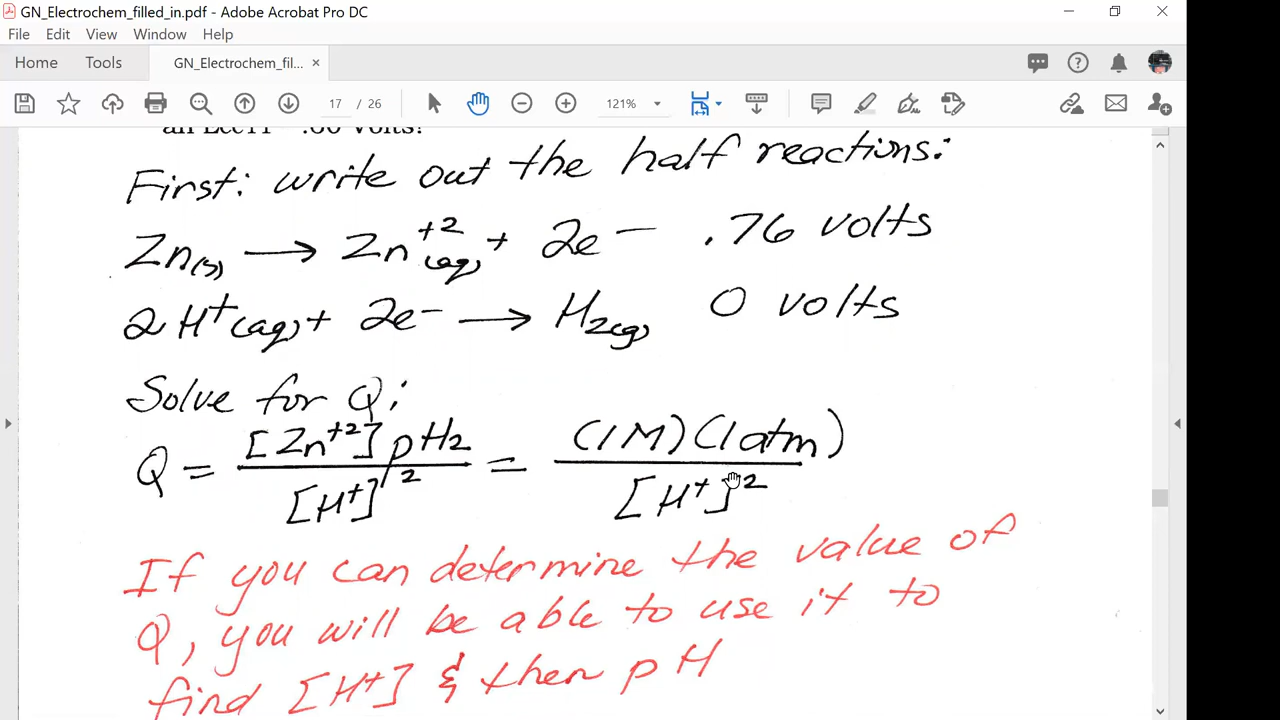 GN_Electrochem_filled_in.pdf - Adobe Acrobat Pro DC
File Edit View Window Help
Home Tools GN_Electrochem_fil... ×
17 / 26 121%
.60 volts?
First: write out the half reactions:
Zn(s) → Zn⁺²(aq) + 2e⁻ .76 volts
2H⁺(aq) + 2e⁻ → H₂(g) 0 volts
Solve for Q:
Q = [Zn⁺²] pH₂ / [H⁺]² = (1M)(1atm) / [H⁺]²
If you can determine the value of
Q, you will be able to use it to
find [H⁺] & then pH